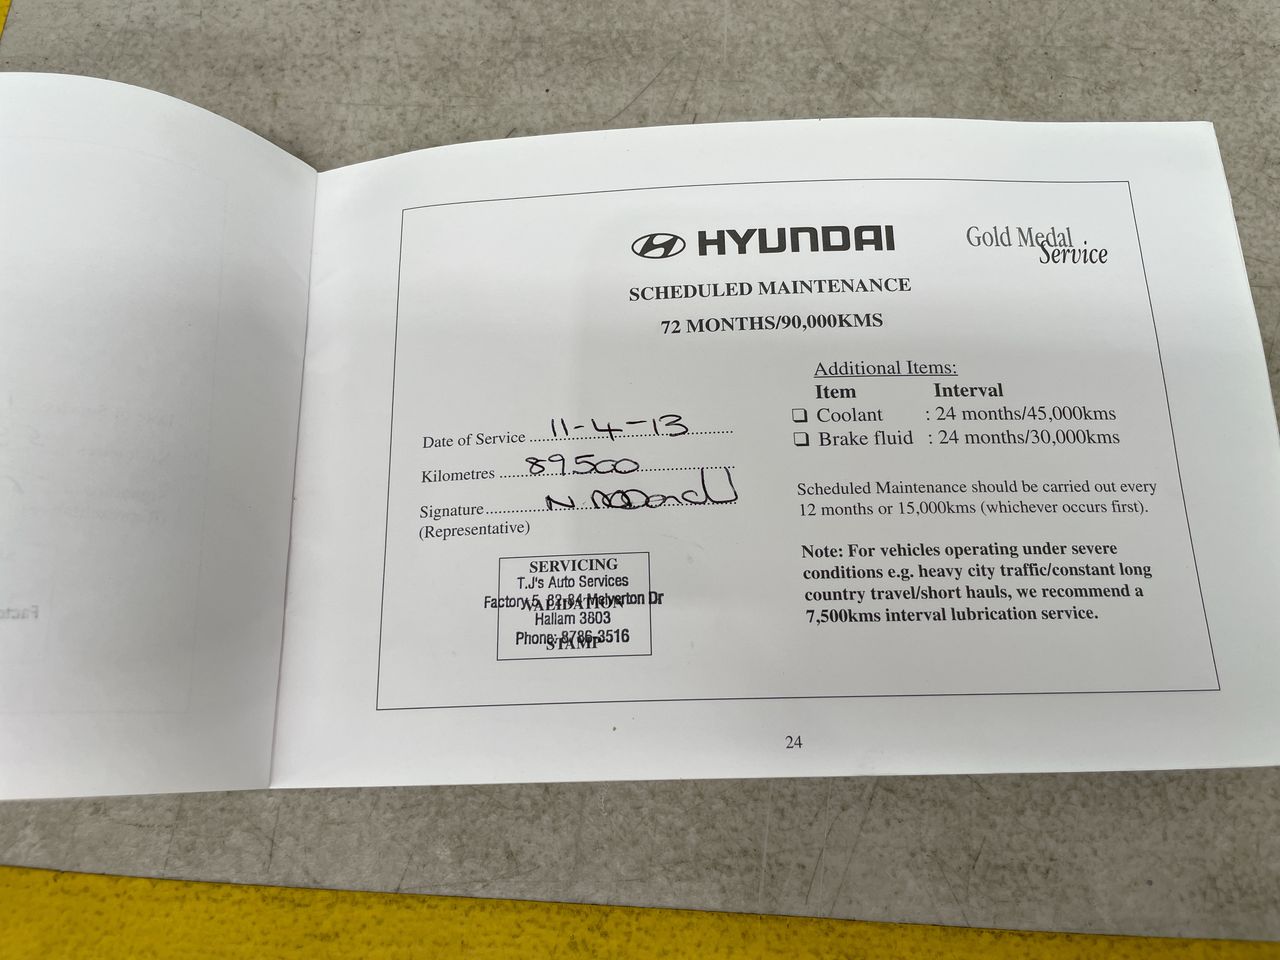 HYUNDAI
Gold Medal
Service
SCHEDULED MAINTENANCE
72 MONTHS/90,000KMS
Date of Service 11-4-13
Kilometres 89.500
Signature N
(Representative)
SERVICING
T.J's Auto Services
Factory 5, 82-84 Melverton Dr
VALIDATION
Hallam 3803
Phone: 8786-3516
STAMP
Additional Items:
Item Interval
❑ Coolant : 24 months/45,000kms
❑ Brake fluid : 24 months/30,000kms
Scheduled Maintenance should be carried out every
12 months or 15,000kms (whichever occurs first).
Note: For vehicles operating under severe
conditions e.g. heavy city traffic/constant long
country travel/short hauls, we recommend a
7,500kms interval lubrication service.
24